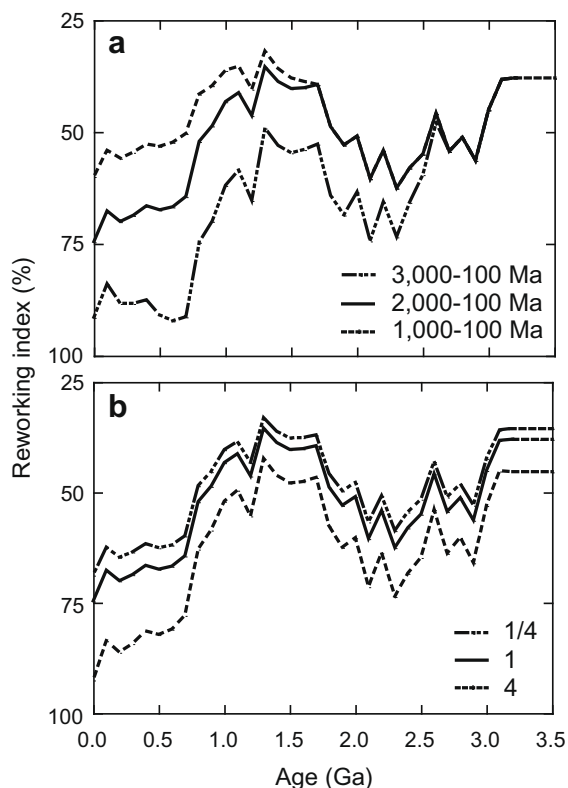 25
a
50
75
3,000-100 Ma
2,000-100 Ma
1,000-100 Ma
100
Reworking index (%)
25
b
50
75
1/4
1
4
100
0.0 0.5 1.0 1.5 2.0 2.5 3.0 3.5
Age (Ga)